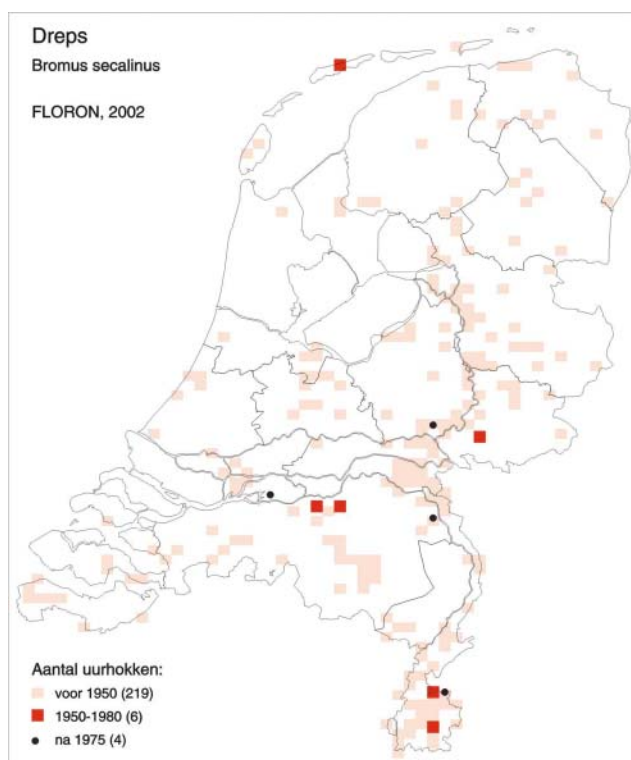 Dreps
Bromus secalinus
FLORON, 2002
Aantal uurhokken:
voor 1950 (219)
1950-1980 (6)
na 1975 (4)